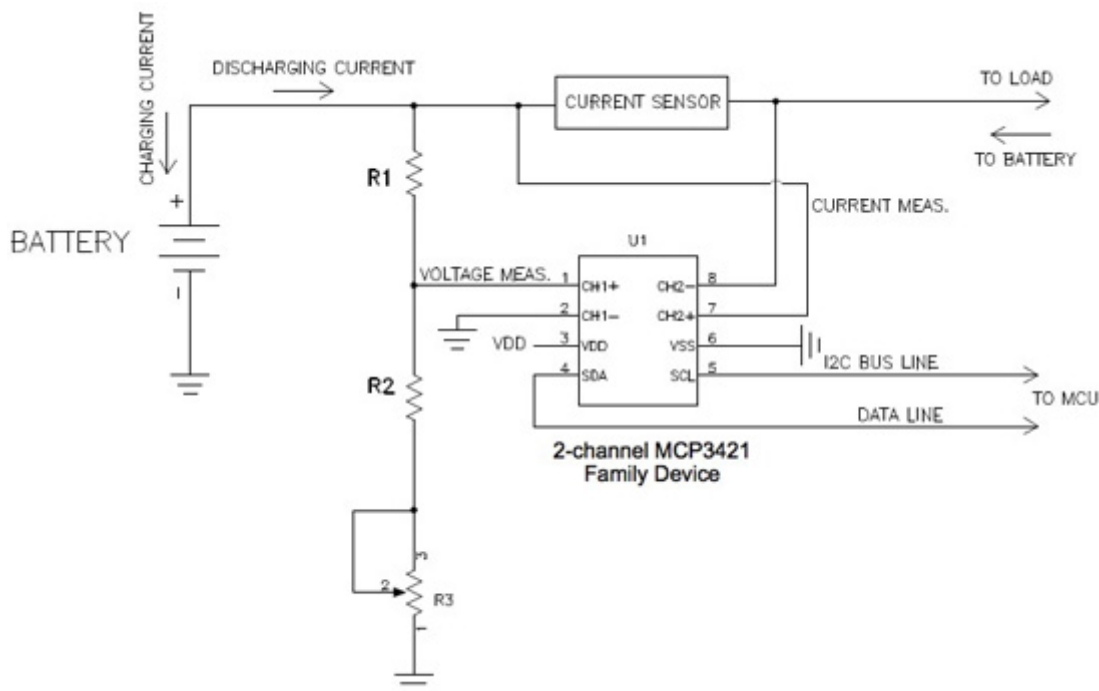 CHARGING CURRENT
DISCHARGING CURRENT
CURRENT SENSOR
TO LOAD
TO BATTERY
R1
CURRENT MEAS.
+
BATTERY
-
U1
VOLTAGE MEAS.
1 CH1+ CH2- 8
2 CH1- CH2+ 7
VDD 3 VDD VSS 6
4 SDA SCL 5
I2C BUS LINE
TO MCU
DATA LINE
R2
2-channel MCP3421
Family Device
3
2
R3
1